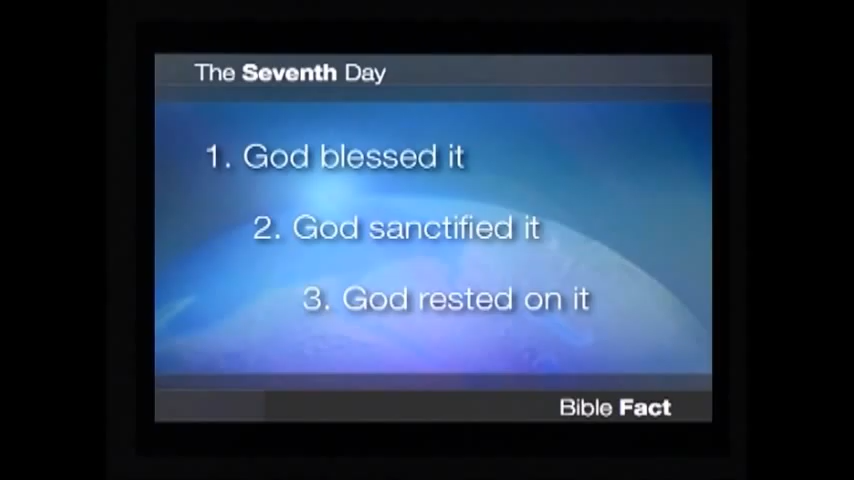 The Seventh Day
1. God blessed it
2. God sanctified it
3. God rested on it
Bible Fact